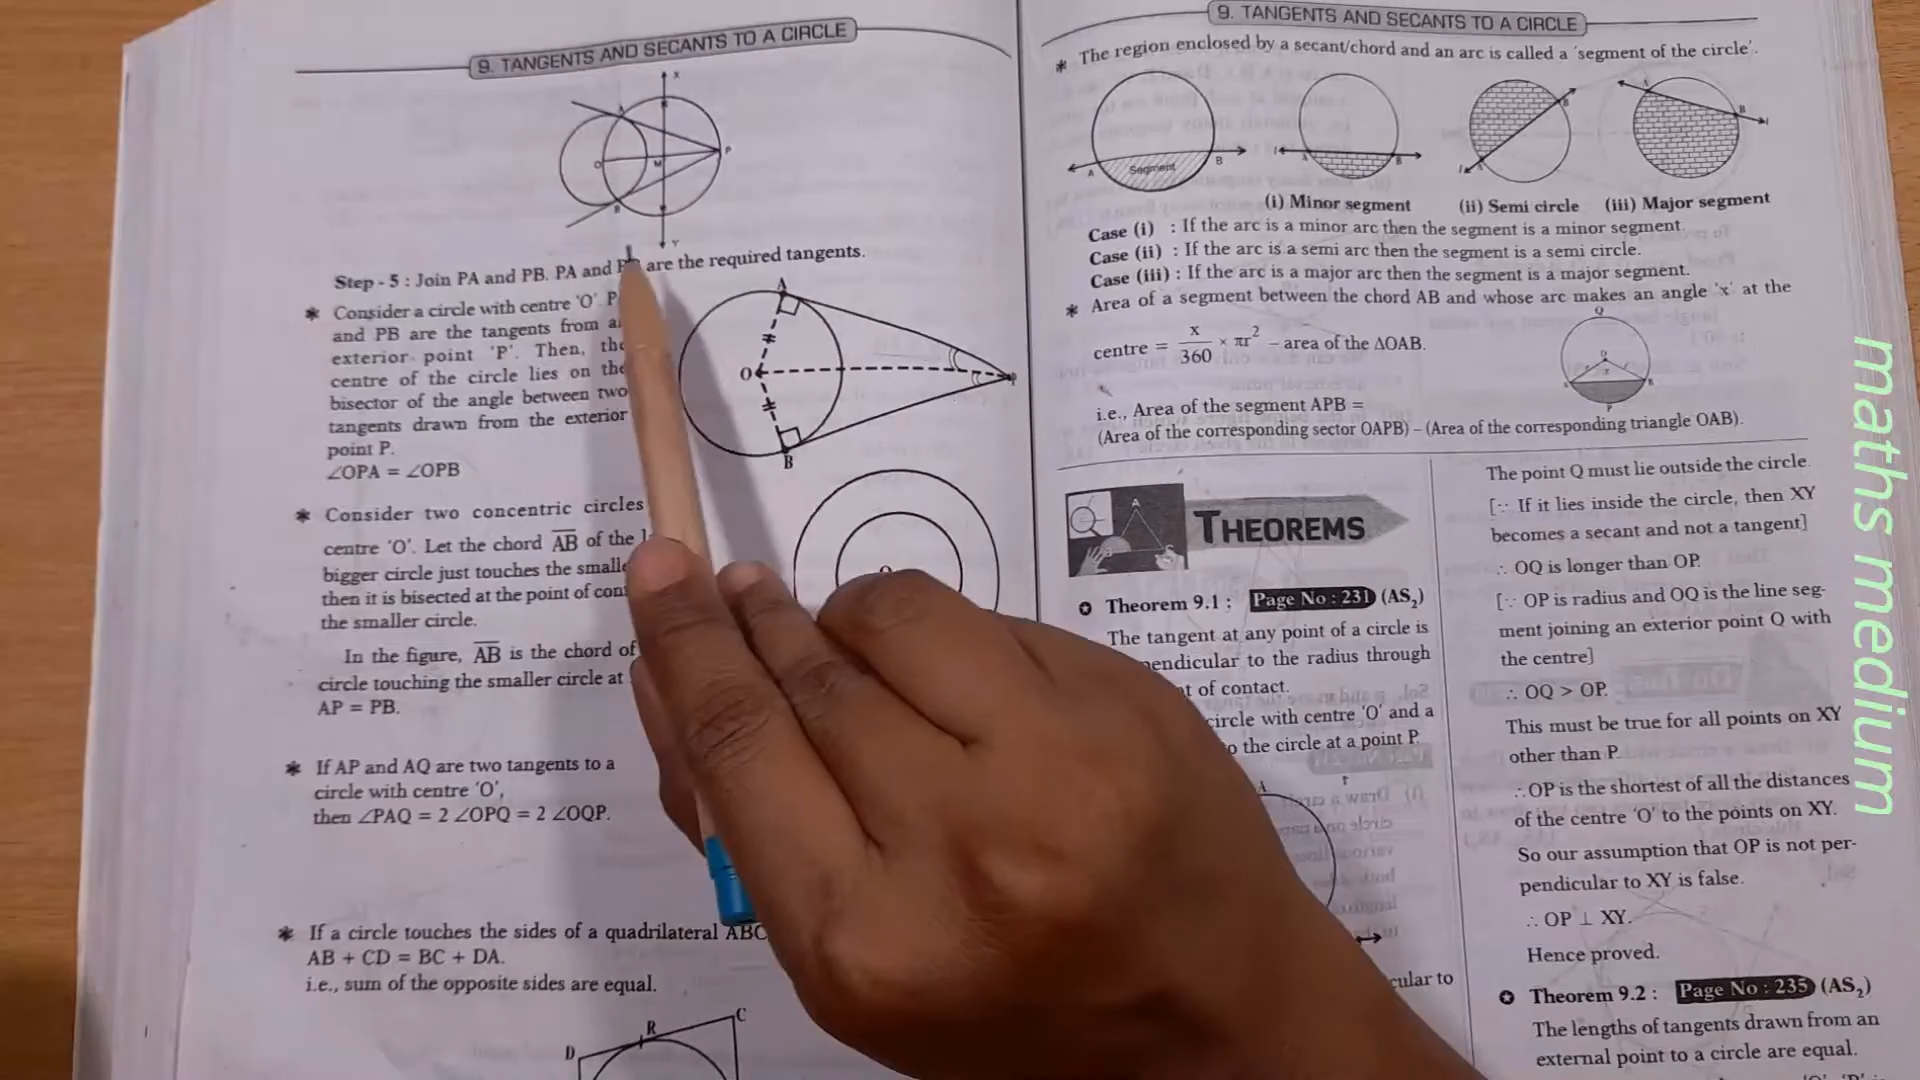 9. TANGENTS AND SECANTS TO A CIRCLE
X
A
O
M
P
B
Y
Step - 5 : Join PA and PB. PA and PB are the required tangents.
* Consider a circle with centre 'O'. P
and PB are the tangents from
exterior point 'P'. Then, the
centre of the circle lies on the
bisector of the angle between two
tangents drawn from the exterior
point P.
∠OPA = ∠OPB
A
O
P
B
* Consider two concentric circles
centre 'O'. Let the chord AB of the
bigger circle just touches the
then it is bisected at the point of
the smaller circle.
In the figure, AB is the chord of
circle touching the smaller circle at
AP = PB.
* If AP and AQ are two tangents to a
circle with centre 'O',
then ∠PAQ = 2 ∠OPQ = 2 ∠OQP.
* If a circle touches the sides of a quadrilateral ABC
AB + CD = BC + DA.
i.e., sum of the opposite sides are equal.
R
C
D
9. TANGENTS AND SECANTS TO A CIRCLE
* The region enclosed by a secant/chord and an arc is called a 'segment of the circle'.
A
Segment
B
(i) Minor segment (ii) Semi circle (iii) Major segment
Case (i) : If the arc is a minor arc then the segment is a minor segment.
Case (ii) : If the arc is a semi arc then the segment is a semi circle.
Case (iii) : If the arc is a major arc then the segment is a major segment.
* Area of a segment between the chord AB and whose arc makes an angle 'x' at the
centre = x/360 × πr² – area of the ΔOAB.
i.e., Area of the segment APB =
(Area of the corresponding sector OAPB) – (Area of the corresponding triangle OAB).
THEOREMS
✪ Theorem 9.1 : Page No : 231 (AS₂)
The tangent at any point of a circle is
pendicular to the radius through
t of contact.
circle with centre 'O' and a
o the circle at a point P.
A
cular to
The point Q must lie outside the circle.
[∵ If it lies inside the circle, then XY
becomes a secant and not a tangent]
∴ OQ is longer than OP.
[∵ OP is radius and OQ is the line seg-
ment joining an exterior point Q with
the centre]
∴ OQ > OP.
This must be true for all points on XY
other than P.
∴ OP is the shortest of all the distances
of the centre 'O' to the points on XY.
So our assumption that OP is not per-
pendicular to XY is false.
∴ OP ⊥ XY.
Hence proved.
✪ Theorem 9.2 : Page No : 235 (AS₂)
The lengths of tangents drawn from an
external point to a circle are equal.
maths medium